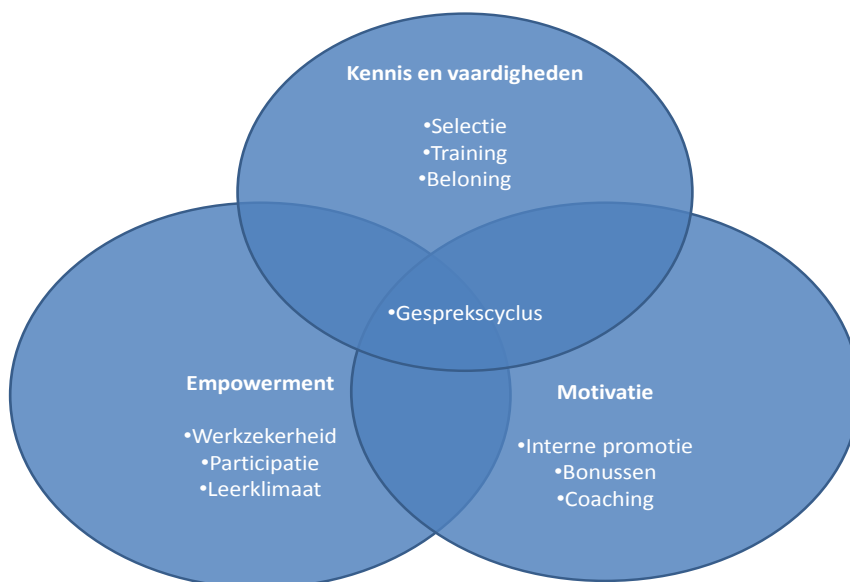 Kennis en vaardigheden
•Selectie
•Training
•Beloning
•Gesprekscyclus
Empowerment
•Werkzekerheid
•Participatie
•Leerklimaat
Motivatie
•Interne promotie
•Bonussen
•Coaching